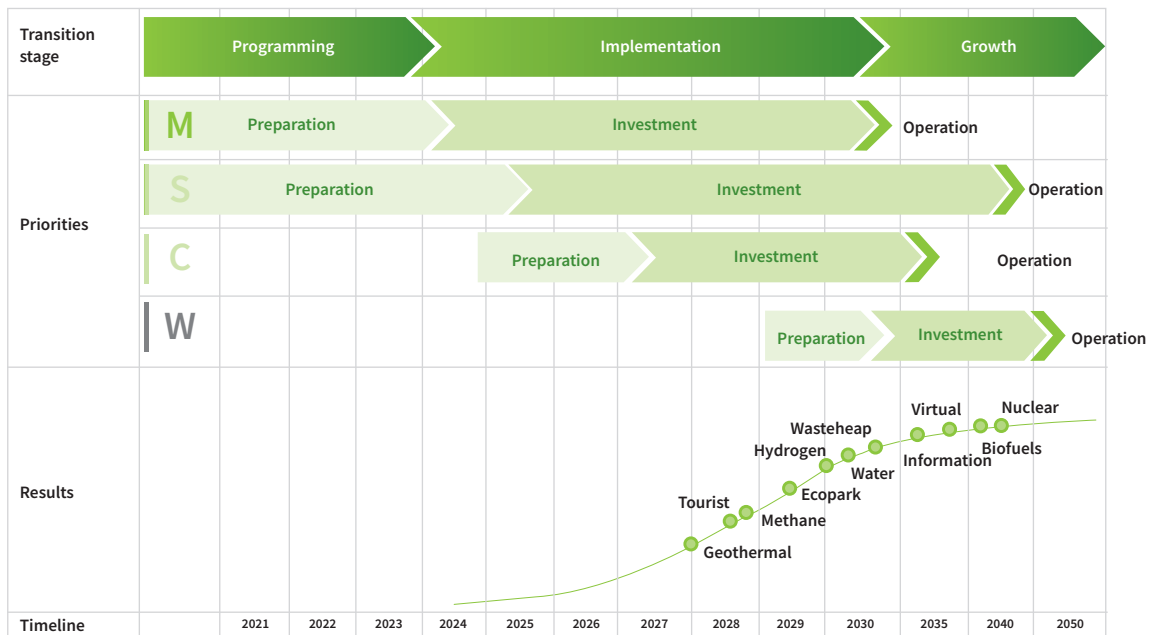 Transition
stage
Programming
Implementation
Growth
Priorities
M
Preparation
Investment
Operation
S
Preparation
Investment
Operation
C
Preparation
Investment
Operation
W
Preparation
Investment
Operation
Results
Geothermal
Tourist
Methane
Ecopark
Hydrogen
Water
Wasteheap
Information
Virtual
Biofuels
Nuclear
Timeline
2021
2022
2023
2024
2025
2026
2027
2028
2029
2030
2035
2040
2050